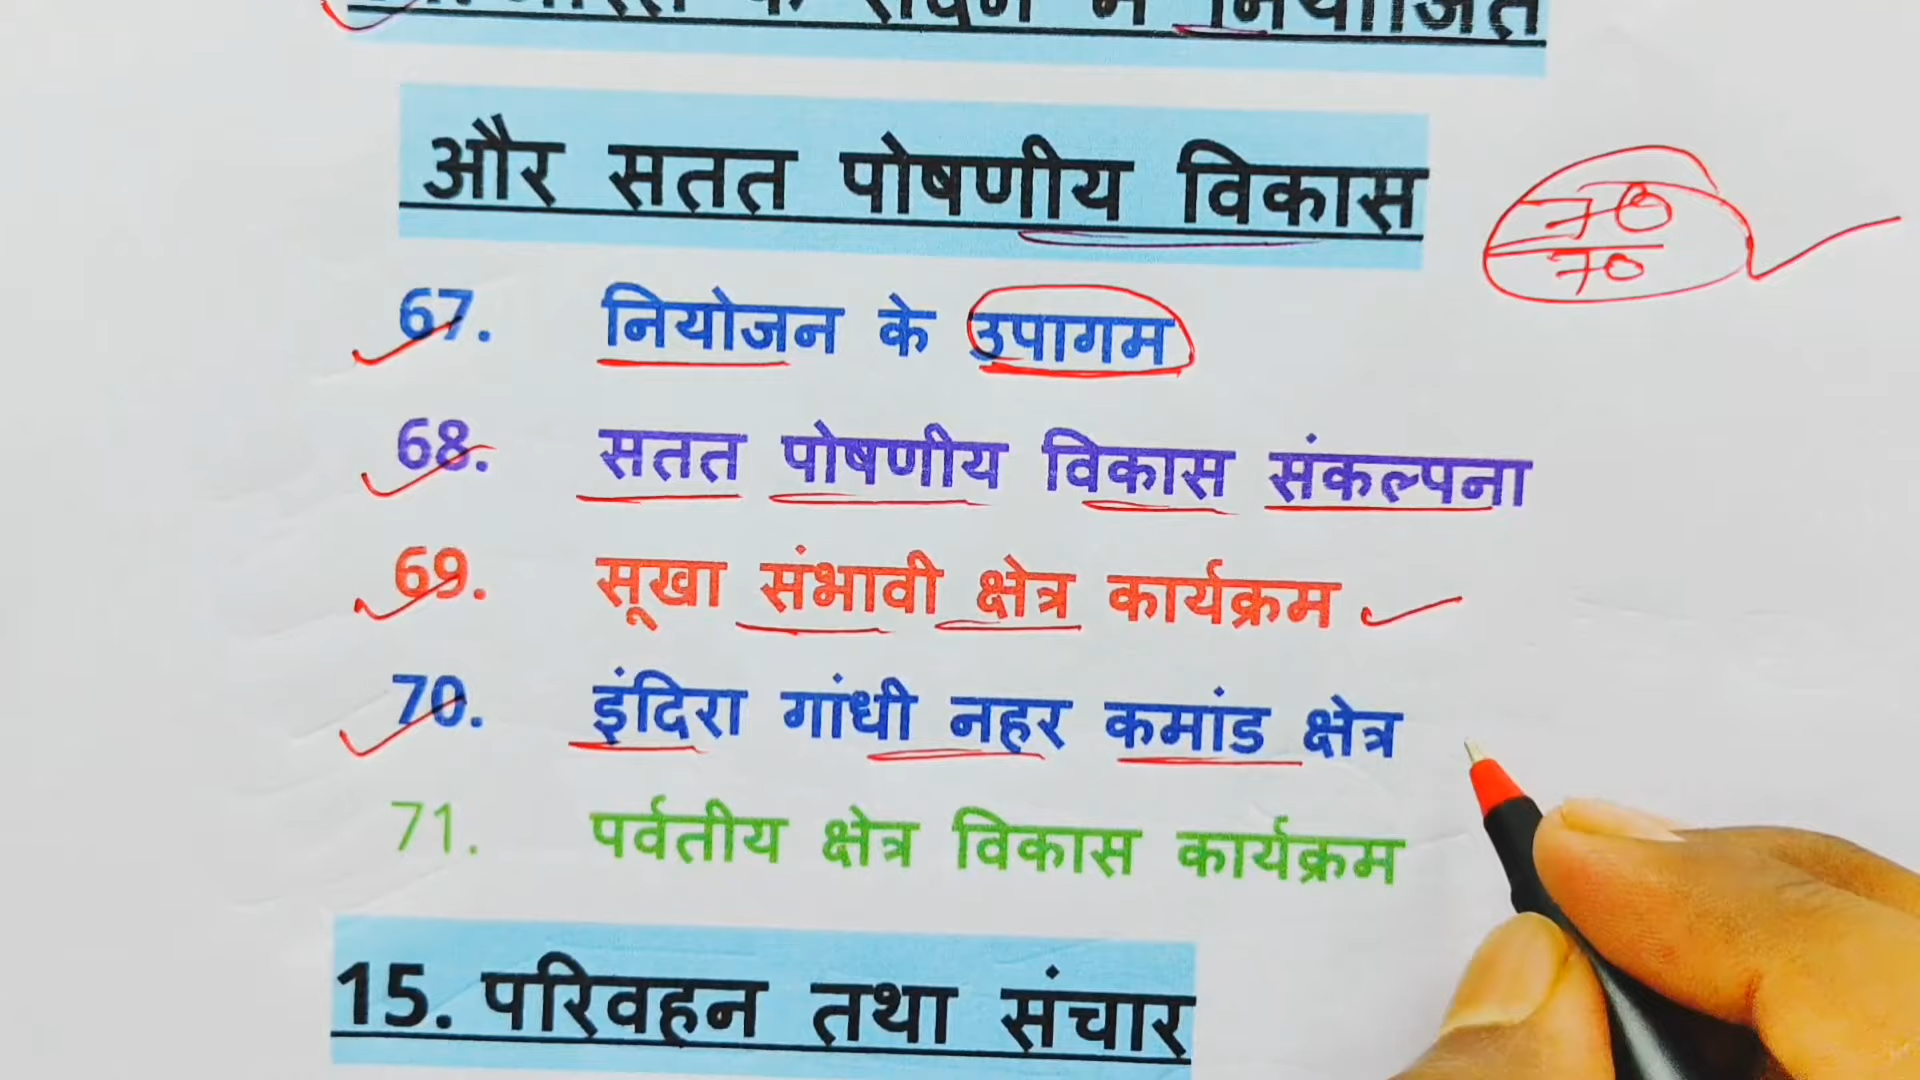 के संदर्भ में नियोजित
और सतत पोषणीय विकास
70
70
67. नियोजन के उपागम
68. सतत पोषणीय विकास संकल्पना
69. सूखा संभावी क्षेत्र कार्यक्रम
70. इंदिरा गांधी नहर कमांड क्षेत्र
71. पर्वतीय क्षेत्र विकास कार्यक्रम
15. परिवहन तथा संचार